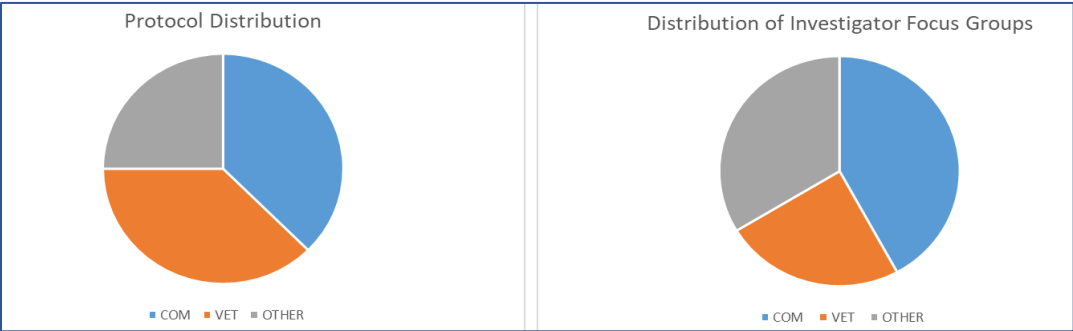 Protocol Distribution
COM VET OTHER
Distribution of Investigator Focus Groups
COM VET OTHER